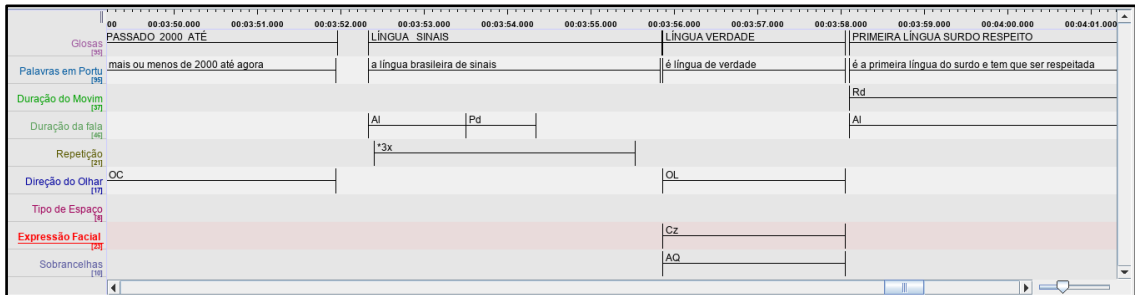 00 00:03:50.000 00:03:51.000 00:03:52.000 00:03:53.000 00:03:54.000 00:03:55.000 00:03:56.000 00:03:57.000 00:03:58.000 00:03:59.000 00:04:00.000 00:04:01.000
Glosas PASSADO 2000 ATÉ LÍNGUA SINAIS LÍNGUA VERDADE PRIMEIRA LÍNGUA SURDO RESPEITO
[95]
Palavras em Portu mais ou menos de 2000 até agora a língua brasileira de sinais é língua de verdade é a primeira língua do surdo e tem que ser respeitada
[95]
Duração do Movim Rd
[37]
Duração da fala Al Pd Al
[46]
Repetição *3x
[21]
Direção do Olhar OC OL
[17]
Tipo de Espaço
Expressão Facial Cz
[23]
Sobrancelhas AQ
[10]